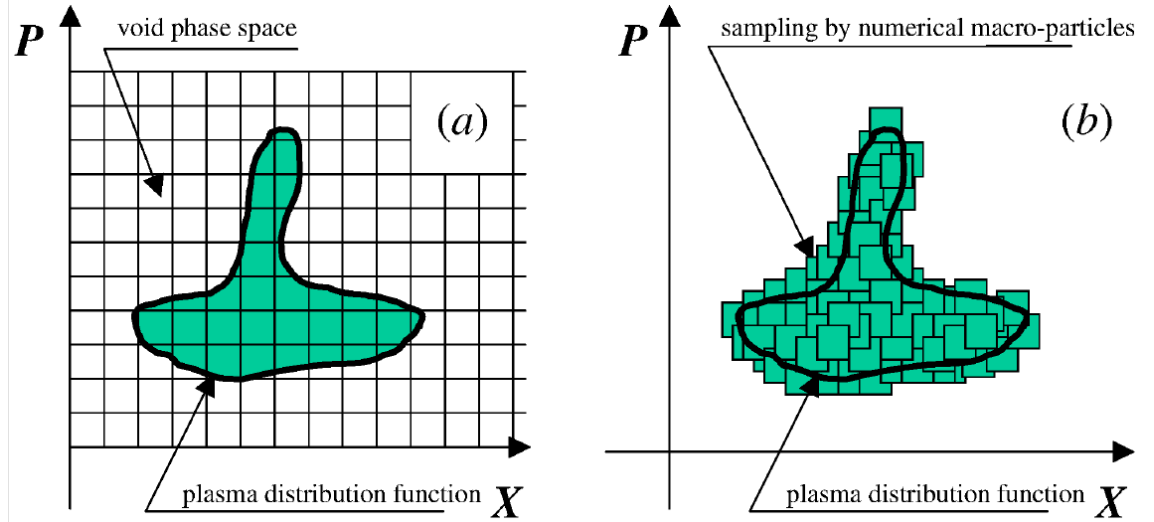 void phase space
P
(a)
plasma distribution function
X
sampling by numerical macro-particles
P
(b)
plasma distribution function
X